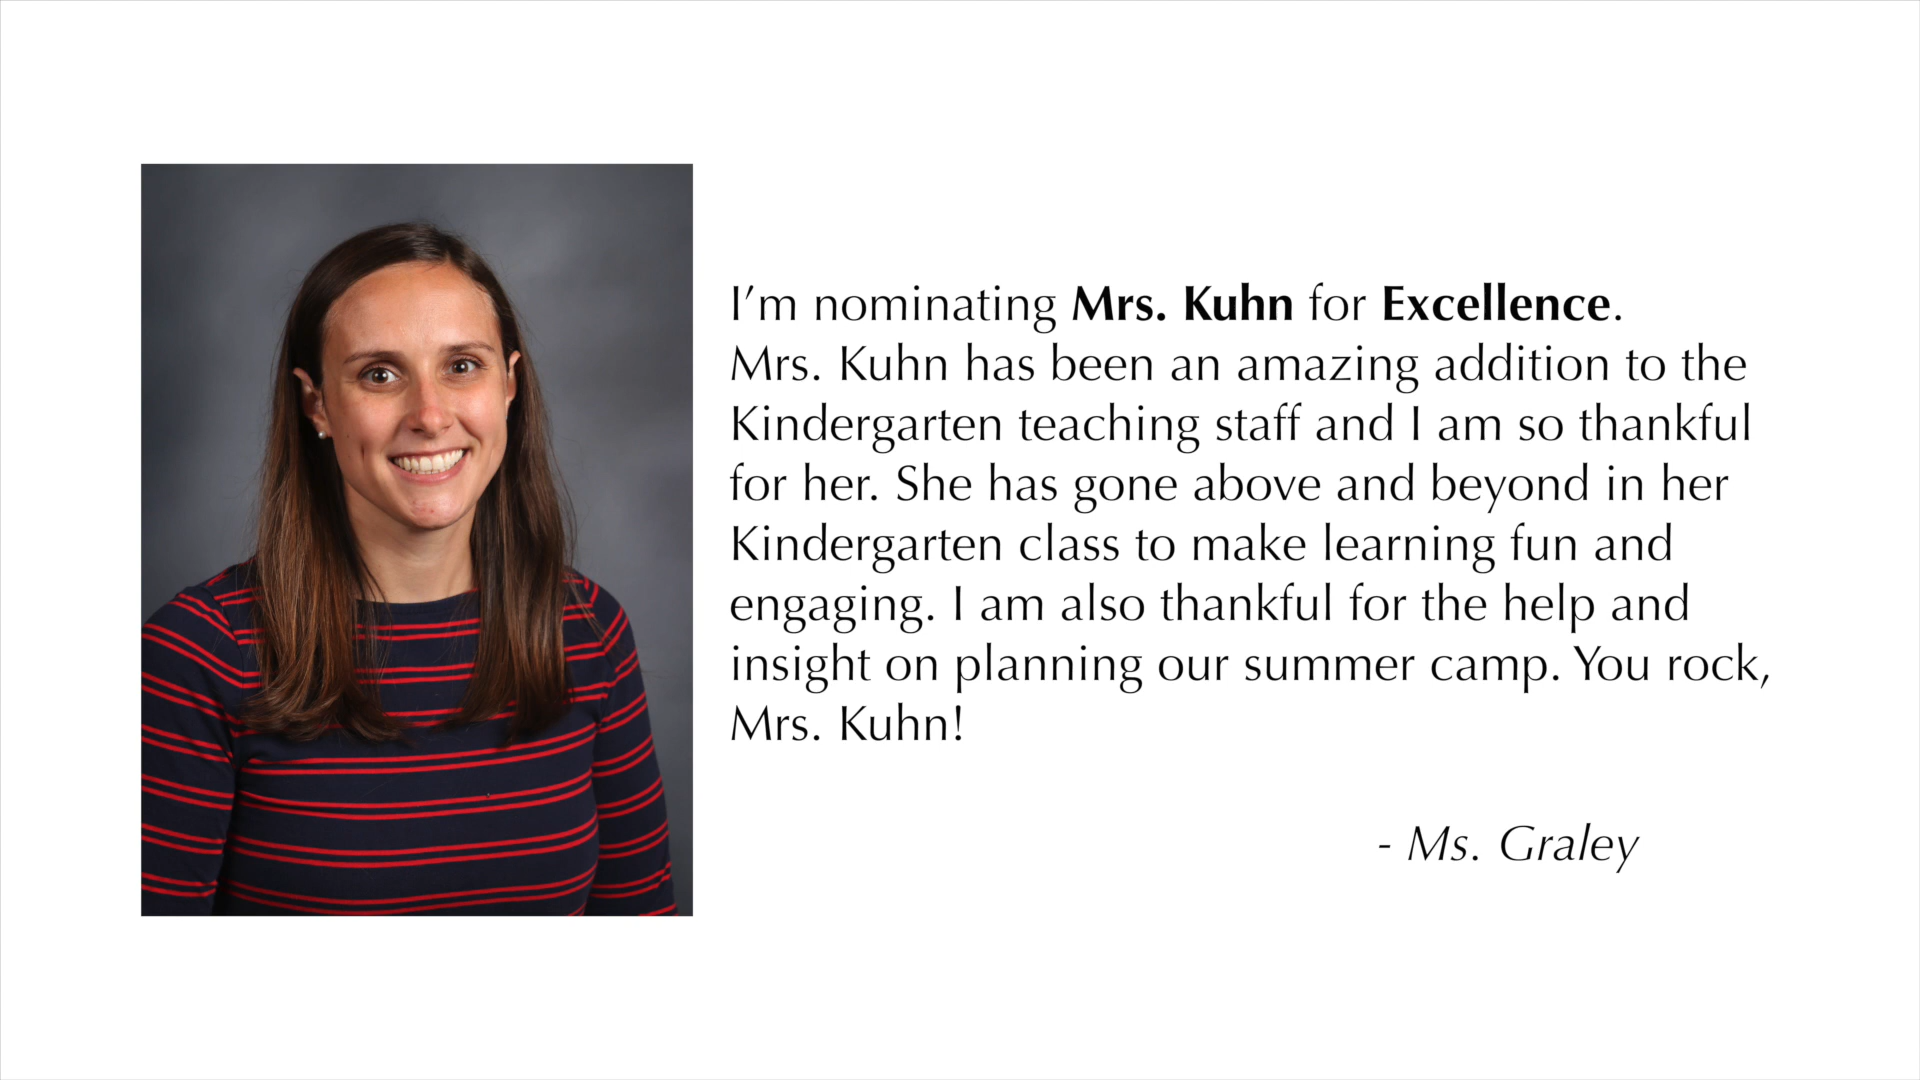 I’m nominating Mrs. Kuhn for Excellence.
Mrs. Kuhn has been an amazing addition to the
Kindergarten teaching staff and I am so thankful
for her. She has gone above and beyond in her
Kindergarten class to make learning fun and
engaging. I am also thankful for the help and
insight on planning our summer camp. You rock,
Mrs. Kuhn!
- Ms. Graley